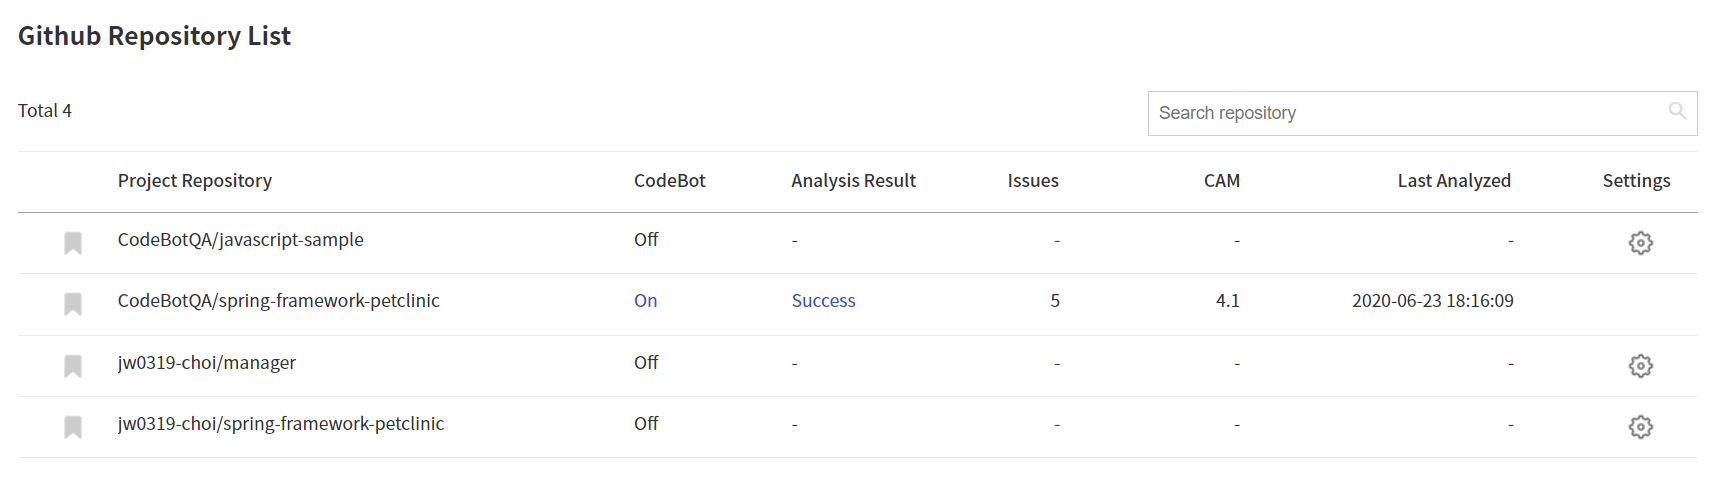 Github Repository List
Total 4
Search repository
Project Repository CodeBot Analysis Result Issues CAM Last Analyzed Settings
CodeBotQA/javascript-sample Off - - - -
CodeBotQA/spring-framework-petclinic On Success 5 4.1 2020-06-23 18:16:09
jw0319-choi/manager Off - - - -
jw0319-choi/spring-framework-petclinic Off - - - -